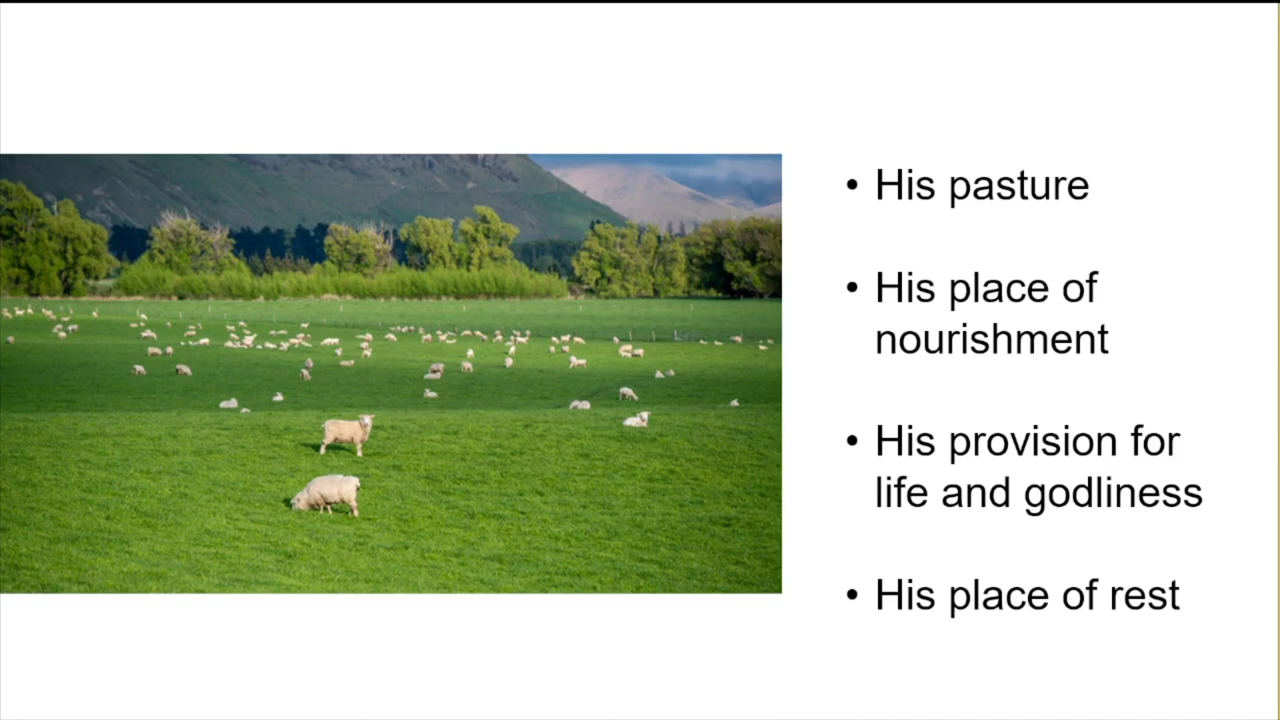 • His pasture
• His place of
nourishment
• His provision for
life and godliness
• His place of rest